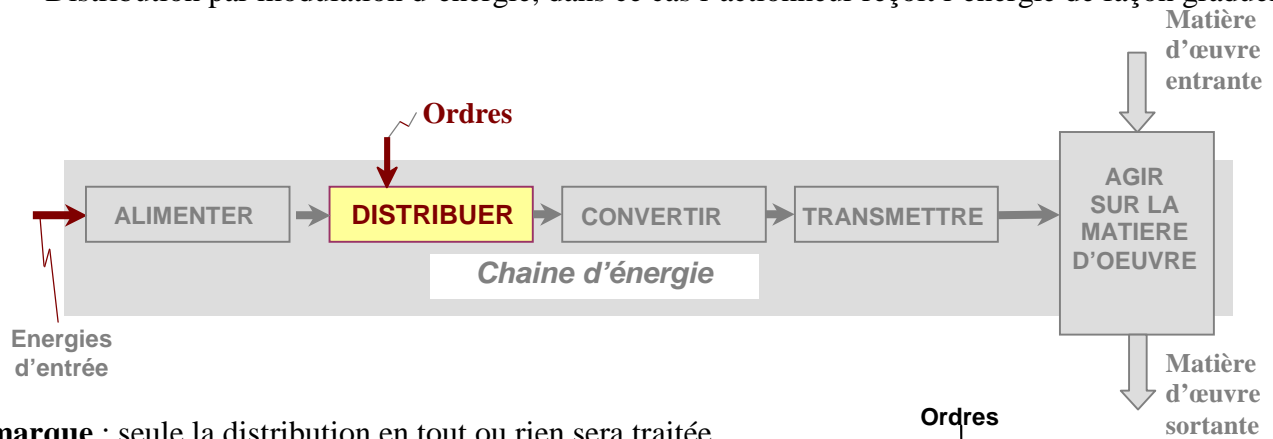 Distribution par modulation d'énergie, dans ce cas l'actionneur reçoit l'énergie de façon
Matière
d'œuvre
entrante
Ordres
ALIMENTER
DISTRIBUER
CONVERTIR
TRANSMETTRE
AGIR
SUR LA
MATIERE
D'OEUVRE
Chaine d'énergie
Energies
d'entrée
Matière
d'œuvre
sortante
Ordres
marque : seule la distribution en tout ou rien sera traitée